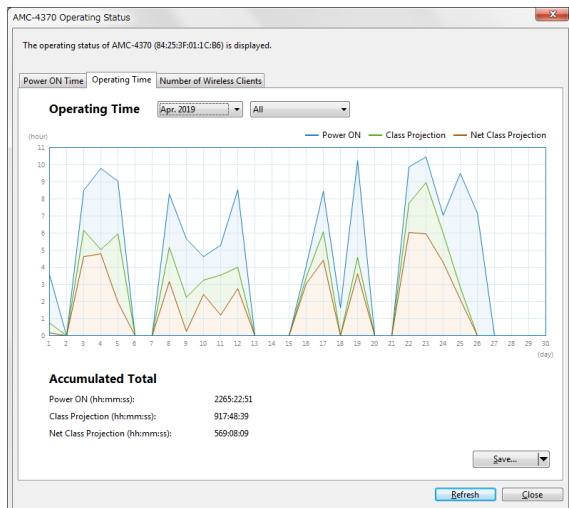 AMC-4370 Operating Status
The operating status of AMC-4370 (84:25:3F:01:1C:B6) is displayed.
Power ON Time Operating Time Number of Wireless Clients
Operating Time Apr. 2019 All
(hour) Power ON Class Projection Net Class Projection
11
10
9
8
7
6
5
4
3
2
1
0
1 2 3 4 5 6 7 8 9 10 11 12 13 14 15 16 17 18 19 20 21 22 23 24 25 26 27 28 29 30
(day)
Accumulated Total
Power ON (hh:mm:ss): 2265:22:51
Class Projection (hh:mm:ss): 917:48:39
Net Class Projection (hh:mm:ss): 569:08:09
Save...
Refresh Close